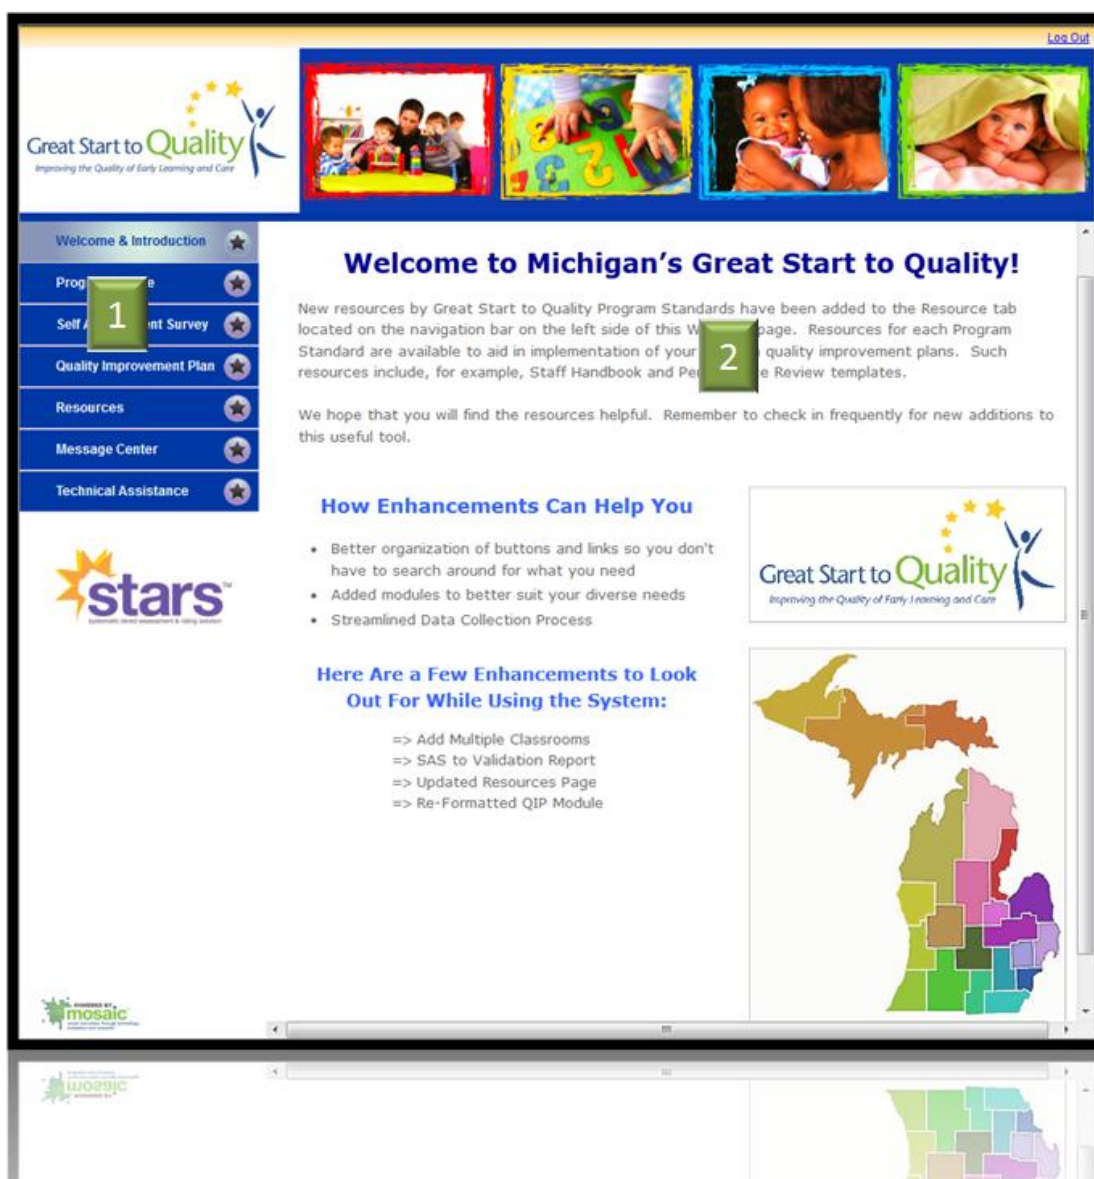 Log Out
Great Start to Quality
Improving the Quality of Early Learning and Care
Welcome & Introduction
1
Self
nt Survey
Quality Improvement Plan
Resources
Message Center
Technical Assistance
stars™
POWERED BY
mosaic
Welcome to Michigan’s Great Start to Quality!
New resources by Great Start to Quality Program Standards have been added to the Resource tab
located on the navigation bar on the left side of this W page. Resources for each Program
Standard are available to aid in implementation of your quality improvement plans. Such
resources include, for example, Staff Handbook and Pe e Review templates.
2
We hope that you will find the resources helpful. Remember to check in frequently for new additions to
this useful tool.
How Enhancements Can Help You
• Better organization of buttons and links so you don't
have to search around for what you need
• Added modules to better suit your diverse needs
• Streamlined Data Collection Process
Here Are a Few Enhancements to Look
Out For While Using the System:
=> Add Multiple Classrooms
=> SAS to Validation Report
=> Updated Resources Page
=> Re-Formatted QIP Module
Great Start to Quality
Improving the Quality of Early Learning and Care